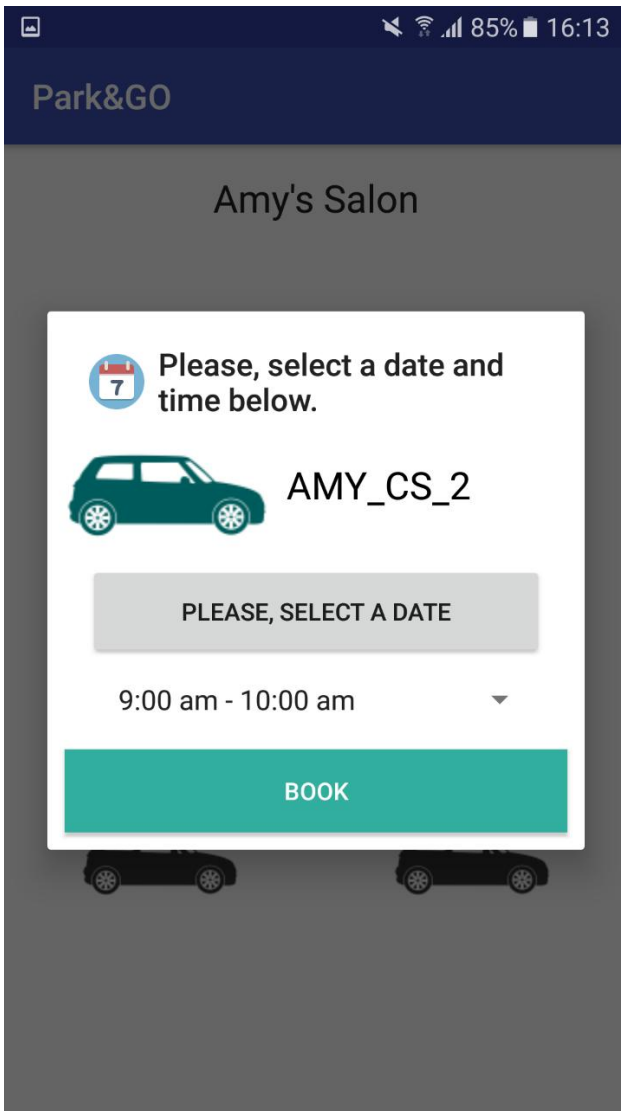 85% 16:13
Park&GO
Amy's Salon
7
Please, select a date and
time below.
AMY_CS_2
PLEASE, SELECT A DATE
9:00 am - 10:00 am
BOOK